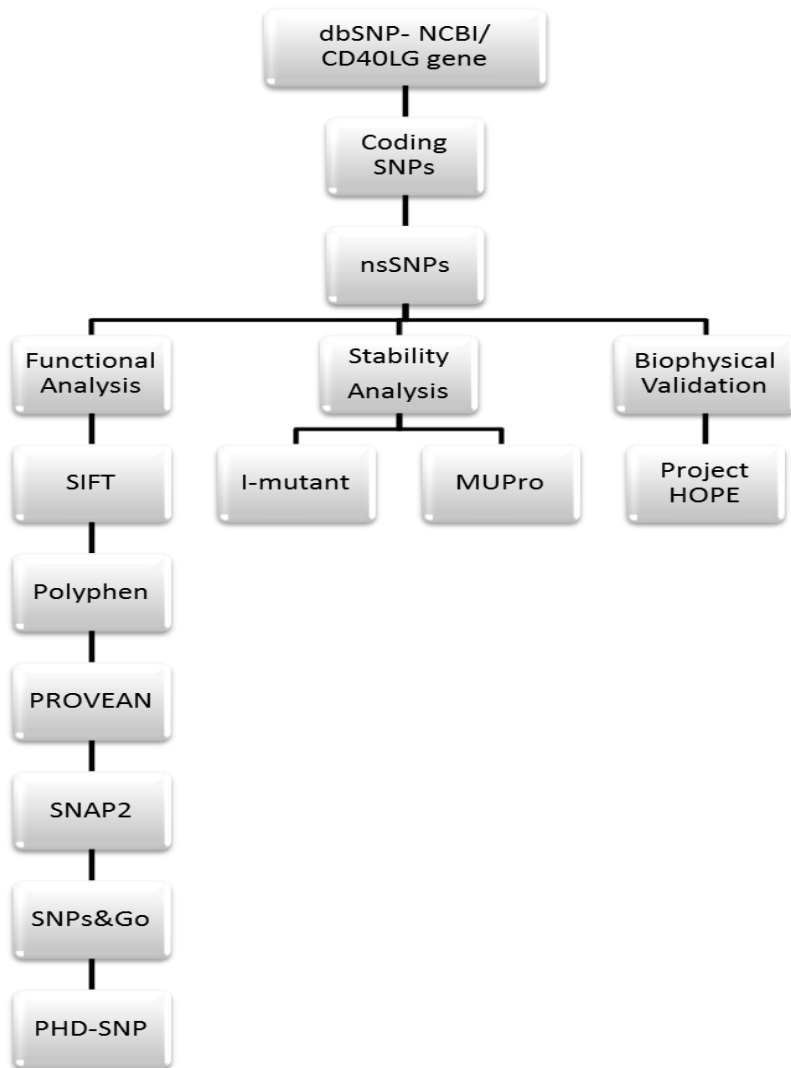 dbSNP- NCBI/
CD40LG gene
Coding
SNPs
nsSNPs
Functional
Analysis
Stability
Analysis
Biophysical
Validation
SIFT
I-mutant
MUPro
Project
HOPE
Polyphen
PROVEAN
SNAP2
SNPs&Go
PHD-SNP